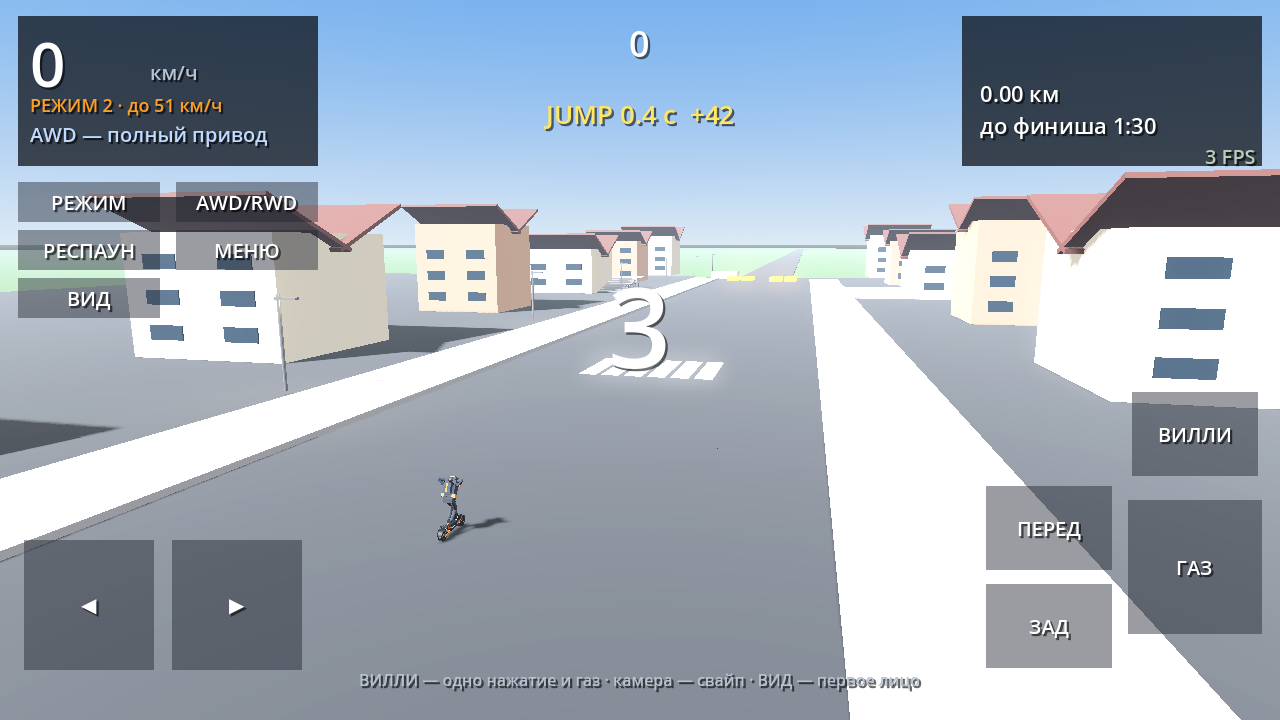 0
км/ч
РЕЖИМ 2 · до 51 км/ч
AWD — полный привод
0
JUMP 0.4 с +42
0.00 км
до финиша 1:30
3 FPS
РЕЖИМ
AWD/RWD
РЕСПАУН
МЕНЮ
ВИД
3
ВИЛЛИ
ПЕРЕД
ГАЗ
ЗАД
◄
►
ВИЛЛИ — одно нажатие и газ · камера — свайп · ВИД — первое лицо